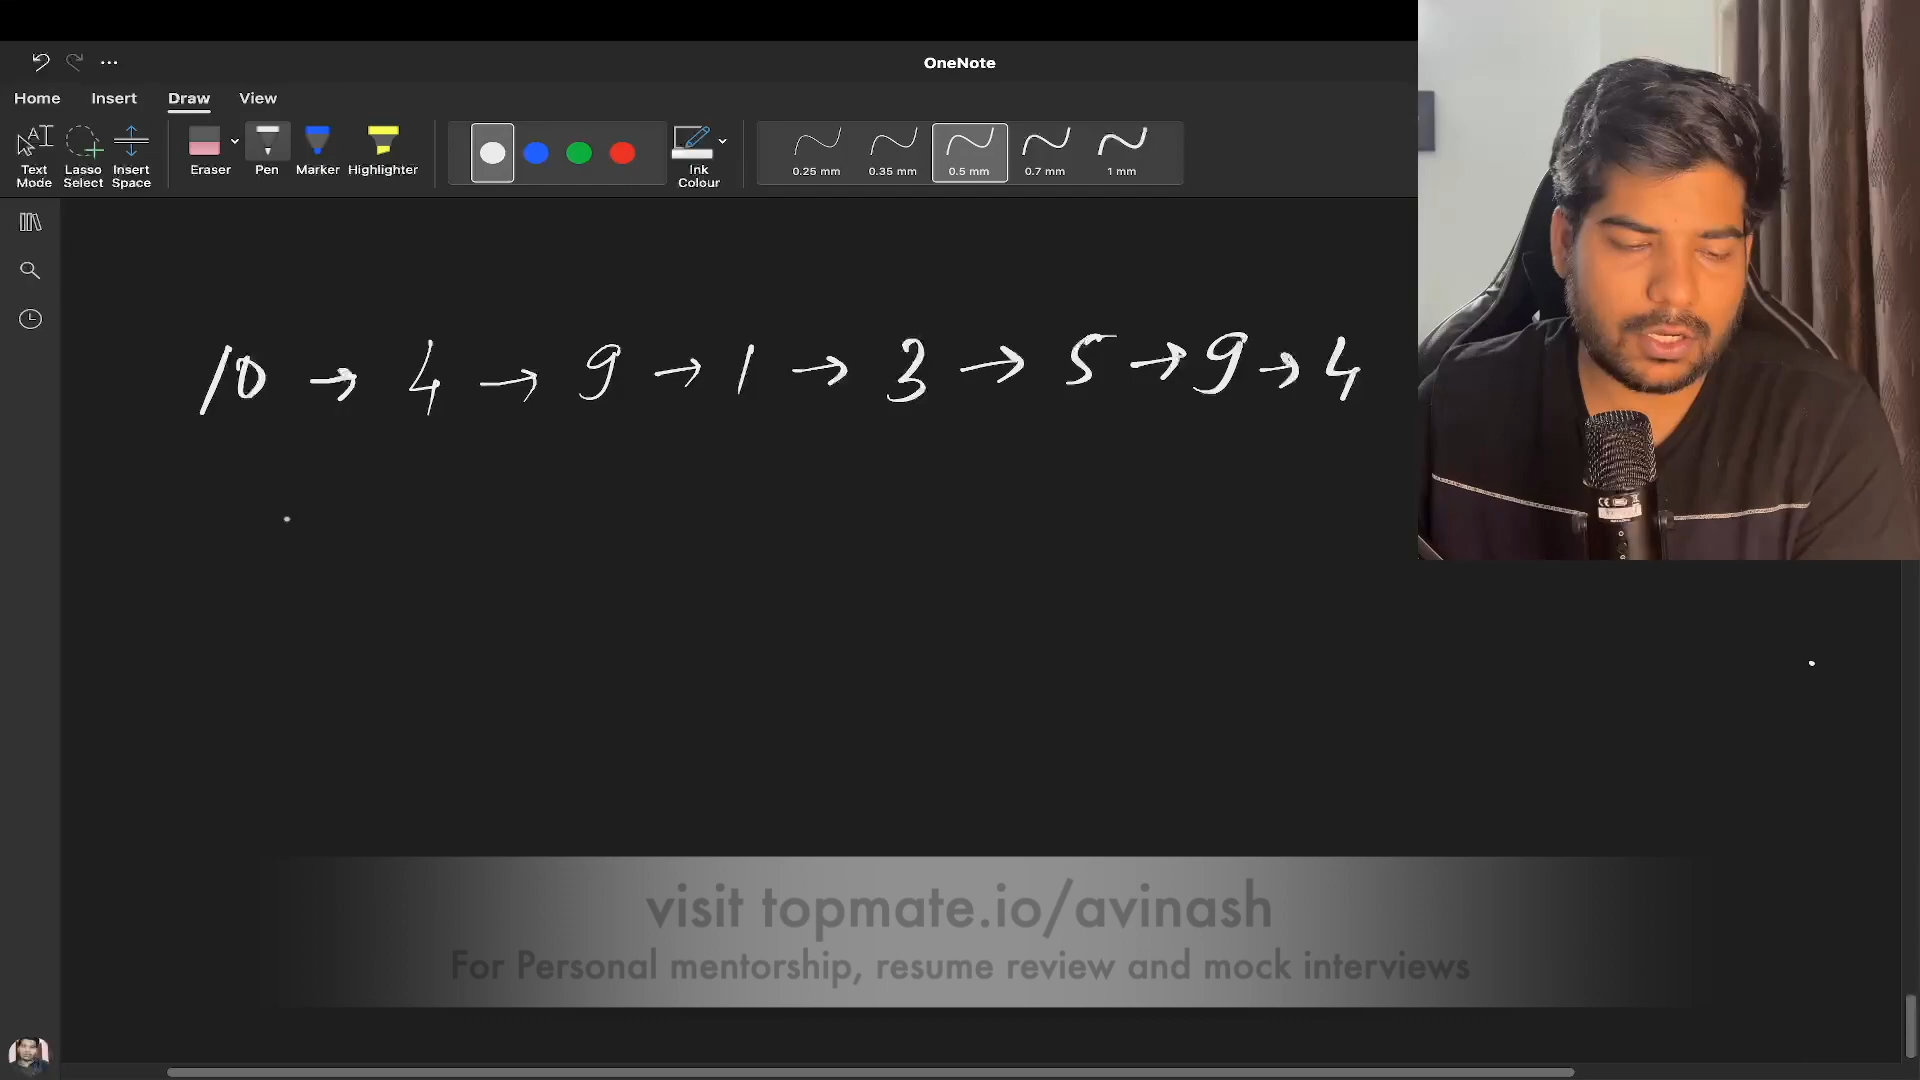 OneNote
Home Insert Draw View
Text Mode
Lasso Select
Insert Space
Eraser
Pen
Marker
Highlighter
Ink Colour
0.25 mm
0.35 mm
0.5 mm
0.7 mm
1 mm
10 → 4 → 9 → 1 → 3 → 5 → 9 → 4
visit topmate.io/avinash
For Personal mentorship, resume review and mock interviews